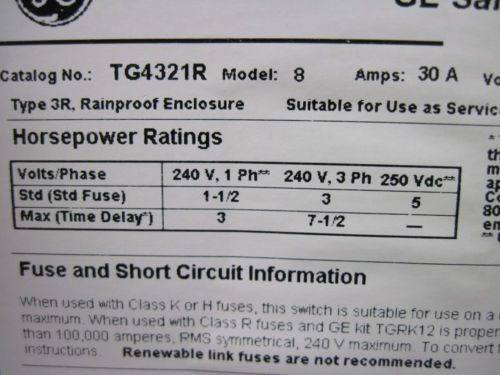 GE
Catalog No.: TG4321R Model: 8 Amps: 30 A
Type 3R, Rainproof Enclosure Suitable for Use as
Horsepower Ratings
Volts/Phase 240 V, 1 Ph** 240 V, 3 Ph 250 Vdc**
Std (Std Fuse) 1-1/2 3 5
Max (Time Delay*) 3 7-1/2 —
Fuse and Short Circuit Information
When used with Class K or H fuses, this switch is suitable for use on a
maximum. When used with Class R fuses and GE kit TGRK12 is
than 100,000 amperes, RMS symmetrical, 240 V maximum. To convert
instructions. Renewable link fuses are not recommended.